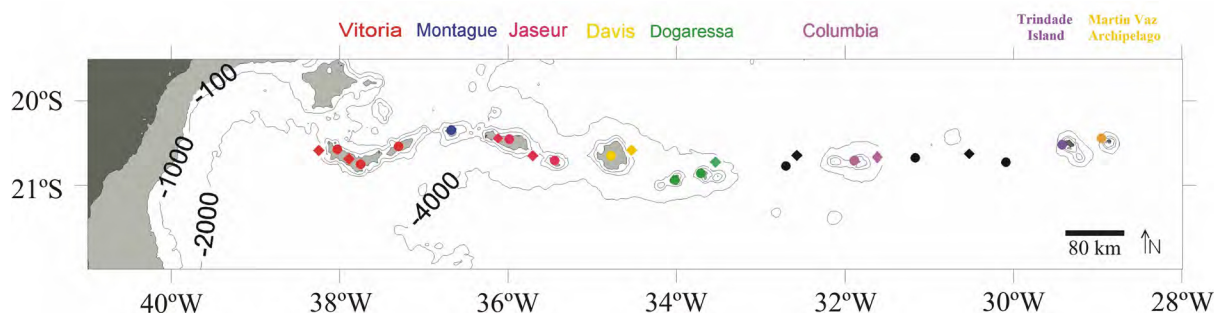 Vitoria Montague Jaseur Davis Dogaressa Columbia
Trindade Island
Martin Vaz Archipelago
20ºS
21ºS
-100
-1000
-2000
-4000
80 km
N
40ºW 38ºW 36ºW 34ºW 32ºW 30ºW 28ºW